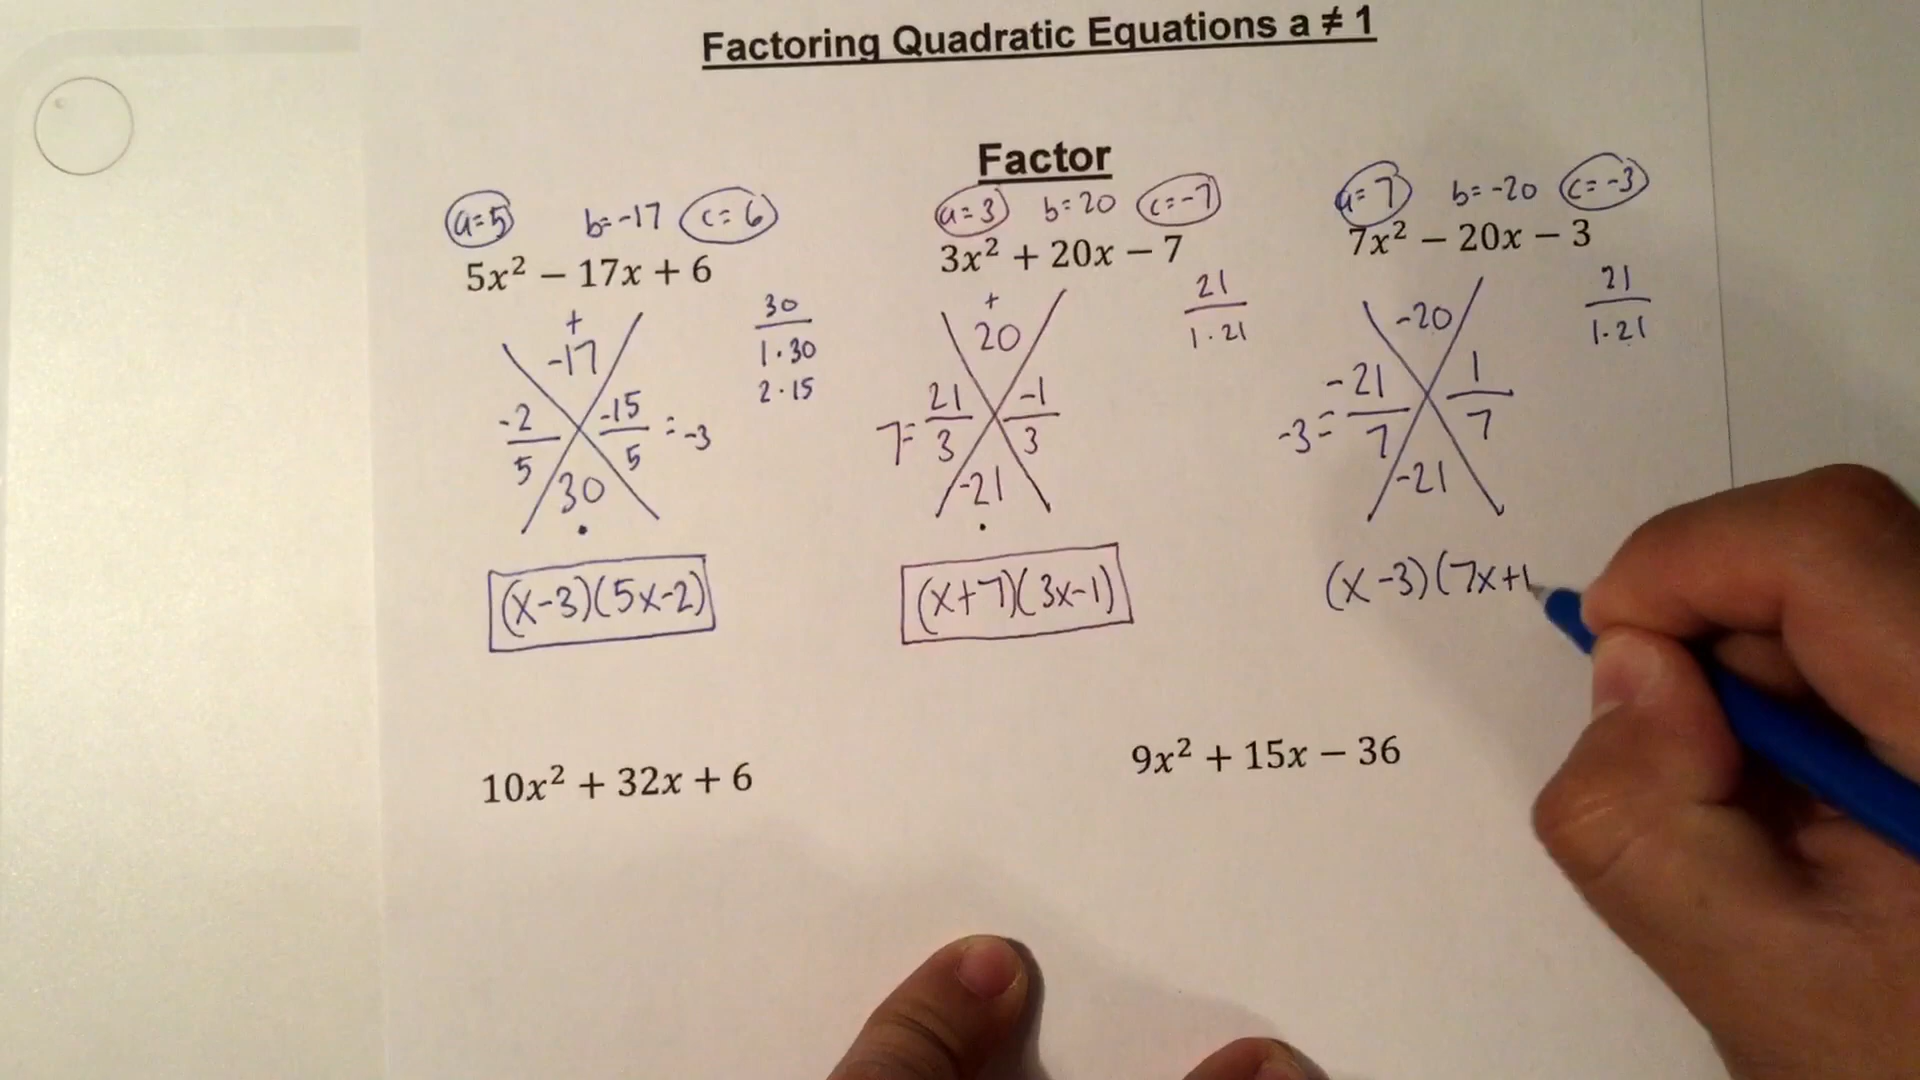 Factoring Quadratic Equations a ≠ 1
Factor
a=5 b=-17 c=6
5x² − 17x + 6
+
-17
-2/5 -15/5 = -3
30
·
30
1·30
2·15
(x-3)(5x-2)
a=3 b=20 c=-7
3x² + 20x − 7
+
20
7= 21/3 -1/3
-21
·
21
1·21
(x+7)(3x-1)
a=7 b=-20 c=-3
7x² − 20x − 3
-20
-3= -21/7 1/7
-21
21
1·21
(x-3)(7x+1
10x² + 32x + 6
9x² + 15x − 36